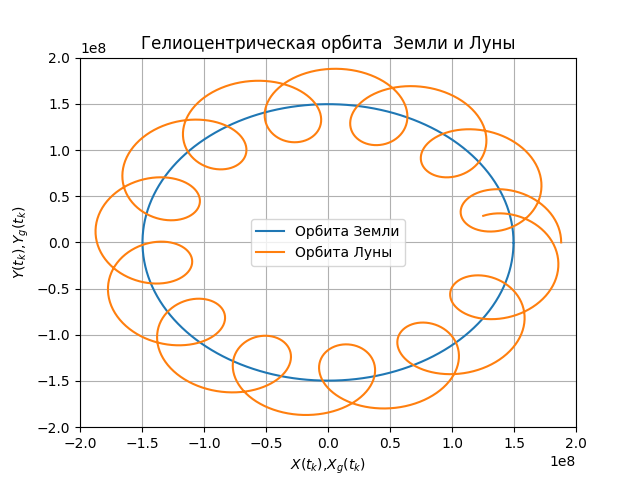 Гелиоцентрическая орбита  Земли и Луны
1e8
2.0
1.5
1.0
0.5
0.0
−0.5
−1.0
−1.5
−2.0
Y(t_k),Y_g(t_k)
Орбита Земли
Орбита Луны
−2.0 −1.5 −1.0 −0.5 0.0 0.5 1.0 1.5 2.0
1e8
X(t_k),X_g(t_k)